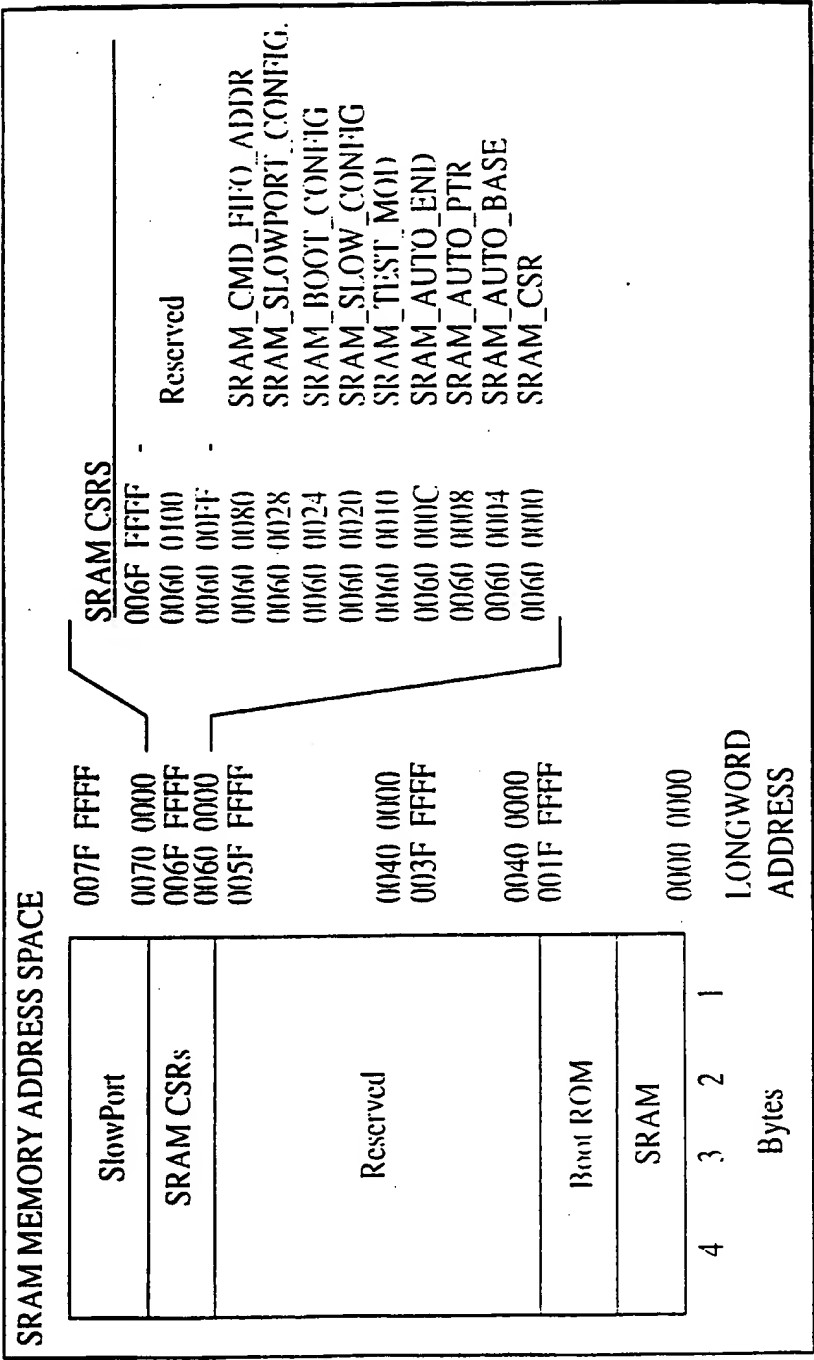 SRAM MEMORY ADDRESS SPACE
SlowPort
SRAM CSRs
Reserved
Boot ROM
SRAM
4 3 2 1
Bytes
007F FFFF
0070 0000
006F FFFF
0060 0000
005F FFFF
0040 0000
003F FFFF
0040 0000
001F FFFF
0000 0000
LONGWORD
ADDRESS
SRAM CSRS
006F FFFF -
0060 0100 Reserved
0060 00FF -
0060 0080 SRAM_CMD_FIFO_ADDR
0060 0028 SRAM_SLOWPORT_CONFIG.
0060 0024 SRAM_BOOT_CONFIG
0060 0020 SRAM_SLOW_CONFIG
0060 0010 SRAM_TEST_MOD
0060 000C SRAM_AUTO_END
0060 0008 SRAM_AUTO_PTR
0060 0004 SRAM_AUTO_BASE
0060 0000 SRAM_CSR